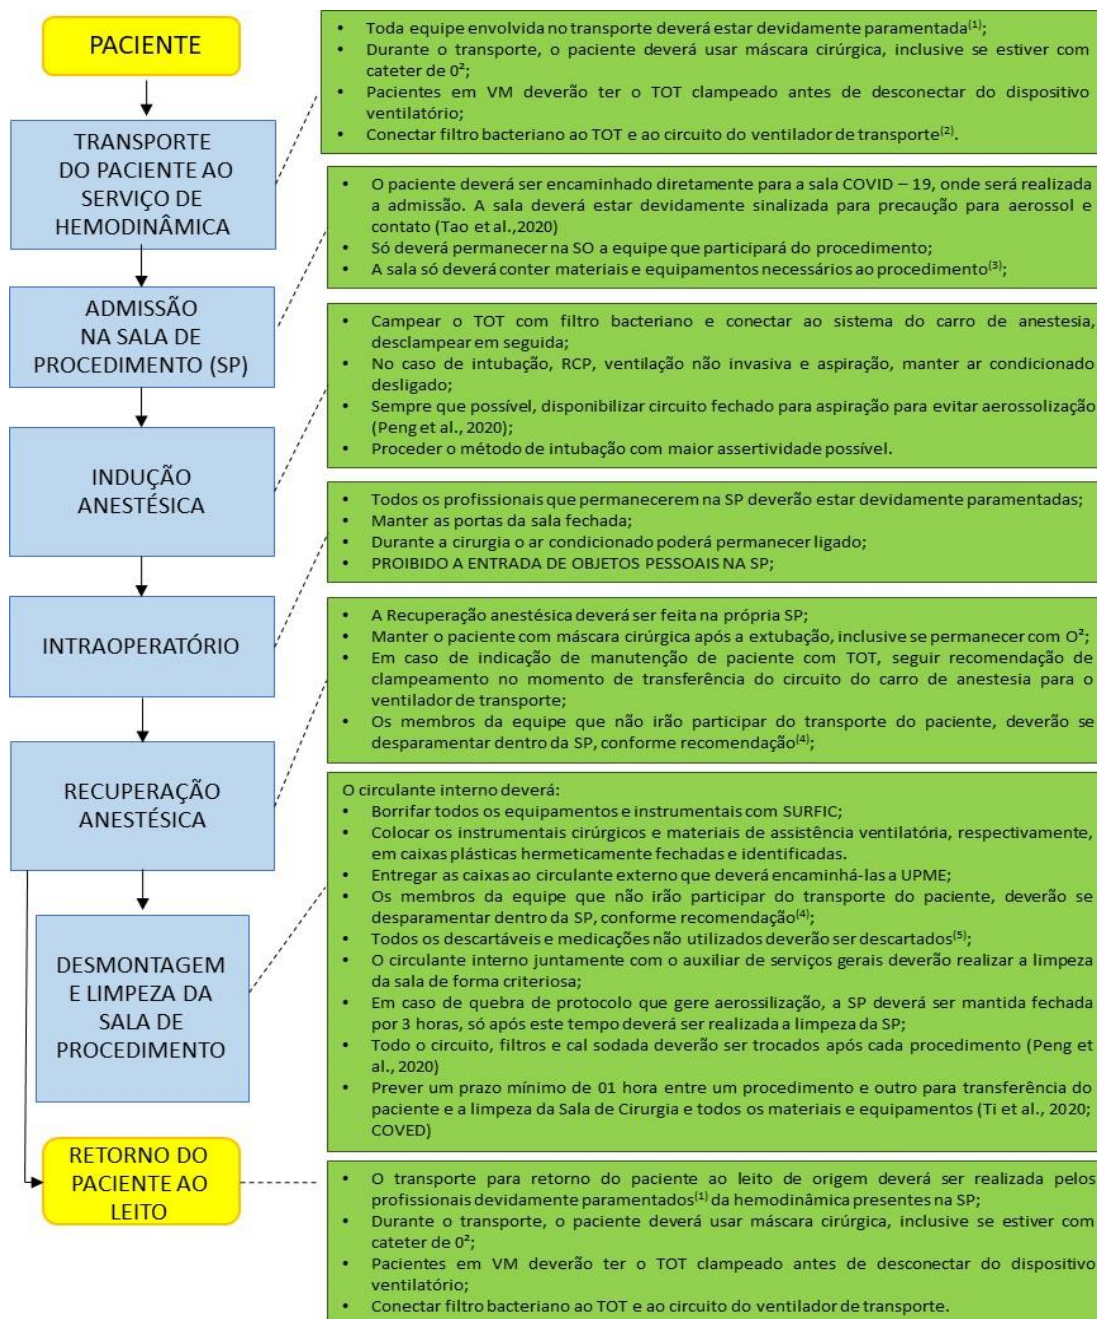 PACIENTE
• Toda equipe envolvida no transporte deverá estar devidamente paramentada(1);
• Durante o transporte, o paciente deverá usar máscara cirúrgica, inclusive se estiver com
cateter de 0²;
• Pacientes em VM deverão ter o TOT clampeado antes de desconectar do dispositivo
ventilatório;
• Conectar filtro bacteriano ao TOT e ao circuito do ventilador de transporte(2).
TRANSPORTE
DO PACIENTE AO
SERVIÇO DE
HEMODINÂMICA
• O paciente deverá ser encaminhado diretamente para a sala COVID – 19, onde será realizada
a admissão. A sala deverá estar devidamente sinalizada para precaução para aerossol e
contato (Tao et al.,2020)
• Só deverá permanecer na SO a equipe que participará do procedimento;
• A sala só deverá conter materiais e equipamentos necessários ao procedimento(3);
ADMISSÃO
NA SALA DE
PROCEDIMENTO (SP)
• Campear o TOT com filtro bacteriano e conectar ao sistema do carro de anestesia,
desclampear em seguida;
• No caso de intubação, RCP, ventilação não invasiva e aspiração, manter ar condicionado
desligado;
• Sempre que possível, disponibilizar circuito fechado para aspiração para evitar aerossolização
(Peng et al., 2020);
• Proceder o método de intubação com maior assertividade possível.
INDUÇÃO
ANESTÉSICA
• Todos os profissionais que permanecerem na SP deverão estar devidamente paramentadas;
• Manter as portas da sala fechada;
• Durante a cirurgia o ar condicionado poderá permanecer ligado;
• PROIBIDO A ENTRADA DE OBJETOS PESSOAIS NA SP;
INTRAOPERATÓRIO
• A Recuperação anestésica deverá ser feita na própria SP;
• Manter o paciente com máscara cirúrgica após a extubação, inclusive se permanecer com O²;
• Em caso de indicação de manutenção de paciente com TOT, seguir recomendação de
clampeamento no momento de transferência do circuito do carro de anestesia para o
ventilador de transporte;
• Os membros da equipe que não irão participar do transporte do paciente, deverão se
desparamentar dentro da SP, conforme recomendação(4);
RECUPERAÇÃO
ANESTÉSICA
O circulante interno deverá:
• Borrifar todos os equipamentos e instrumentais com SURFIC;
• Colocar os instrumentais cirúrgicos e materiais de assistência ventilatória, respectivamente,
em caixas plásticas hermeticamente fechadas e identificadas.
• Entregar as caixas ao circulante externo que deverá encaminhá-las a UPME;
• Os membros da equipe que não irão participar do transporte do paciente, deverão se
desparamentar dentro da SP, conforme recomendação(4);
• Todos os descartáveis e medicações não utilizados deverão ser descartados(5);
• O circulante interno juntamente com o auxiliar de serviços gerais deverão realizar a limpeza
da sala de forma criteriosa;
• Em caso de quebra de protocolo que gere aerossilização, a SP deverá ser mantida fechada
por 3 horas, só após este tempo deverá ser realizada a limpeza da SP;
• Todo o circuito, filtros e cal sodada deverão ser trocados após cada procedimento (Peng et
al., 2020)
• Prever um prazo mínimo de 01 hora entre um procedimento e outro para transferência do
paciente e a limpeza da Sala de Cirurgia e todos os materiais e equipamentos (Ti et al., 2020;
COVED)
DESMONTAGEM
E LIMPEZA DA
SALA DE
PROCEDIMENTO
RETORNO DO
PACIENTE AO
LEITO
• O transporte para retorno do paciente ao leito de origem deverá ser realizada pelos
profissionais devidamente paramentados(1) da hemodinâmica presentes na SP;
• Durante o transporte, o paciente deverá usar máscara cirúrgica, inclusive se estiver com
cateter de 0²;
• Pacientes em VM deverão ter o TOT clampeado antes de desconectar do dispositivo
ventilatório;
• Conectar filtro bacteriano ao TOT e ao circuito do ventilador de transporte.